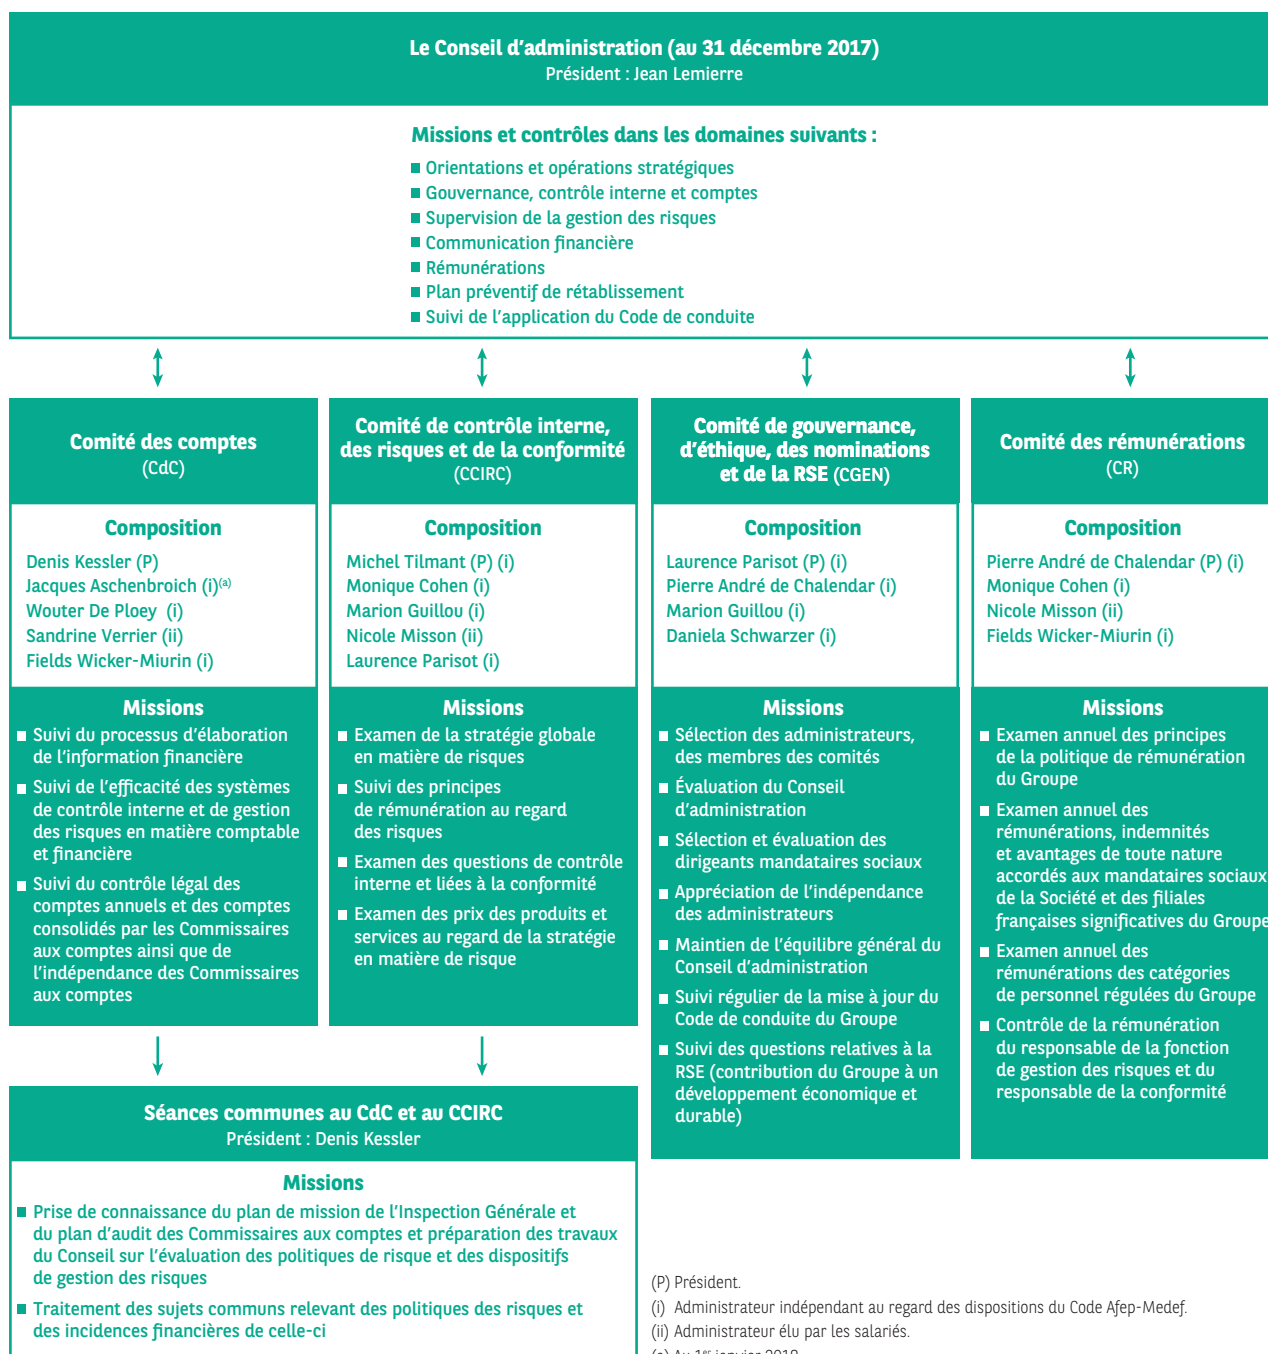 Le Conseil d'administration (au 31 décembre 2017)
Président : Jean Lemierre
Missions et contrôles dans les domaines suivants :
Orientations et opérations stratégiques
Gouvernance, contrôle interne et comptes
Supervision de la gestion des risques
Communication financière
Rémunérations
Plan préventif de rétablissement
Suivi de l'application du Code de conduite
Comité des comptes
(CdC)
Composition
Denis Kessler (P)
Jacques Aschenbroich (i)(a)
Wouter De Ploey (i)
Sandrine Verrier (ii)
Fields Wicker-Miurin (i)
Missions
Suivi du processus d'élaboration
de l'information financière
Suivi de l'efficacité des systèmes
de contrôle interne et de gestion
des risques en matière comptable
et financière
Suivi du contrôle légal des
comptes annuels et des comptes
consolidés par les Commissaires
aux comptes ainsi que de
l'indépendance des Commissaires
aux comptes
Comité de contrôle interne,
des risques et de la conformité
(CCIRC)
Composition
Michel Tilmant (P) (i)
Monique Cohen (i)
Marion Guillou (i)
Nicole Misson (ii)
Laurence Parisot (i)
Missions
Examen de la stratégie globale
en matière de risques
Suivi des principes
de rémunération au regard
des risques
Examen des questions de contrôle
interne et liées à la conformité
Examen des prix des produits et
services au regard de la stratégie
en matière de risque
Comité de gouvernance,
d'éthique, des nominations
et de la RSE (CGEN)
Composition
Laurence Parisot (P) (i)
Pierre André de Chalendar (i)
Marion Guillou (i)
Daniela Schwarzer (i)
Missions
Sélection des administrateurs,
des membres des comités
Évaluation du Conseil
d'administration
Sélection et évaluation des
dirigeants mandataires sociaux
Appréciation de l'indépendance
des administrateurs
Maintien de l'équilibre général du
Conseil d'administration
Suivi régulier de la mise à jour du
Code de conduite du Groupe
Suivi des questions relatives à la
RSE (contribution du Groupe à un
développement économique et
durable)
Comité des rémunérations
(CR)
Composition
Pierre André de Chalendar (P) (i)
Monique Cohen (i)
Nicole Misson (ii)
Fields Wicker-Miurin (i)
Missions
Examen annuel des principes
de la politique de rémunération
du Groupe
Examen annuel des
rémunérations, indemnités
et avantages de toute nature
accordés aux mandataires sociaux
de la Société et des filiales
françaises significatives du Groupe
Examen annuel des
rémunérations des catégories
de personnel régulées du Groupe
Contrôle de la rémunération
du responsable de la fonction
de gestion des risques et du
responsable de la conformité
Séances communes au CdC et au CCIRC
Président : Denis Kessler
Missions
Prise de connaissance du plan de mission de l'Inspection Générale et
du plan d'audit des Commissaires aux comptes et préparation des travaux
du Conseil sur l'évaluation des politiques de risque et des dispositifs
de gestion des risques
Traitement des sujets communs relevant des politiques des risques et
des incidences financières de celle-ci
(P) Président.
(i) Administrateur indépendant au regard des dispositions du Code Afep-Medef.
(ii) Administrateur élu par les salariés.
(a) Au 1er janvier 2018